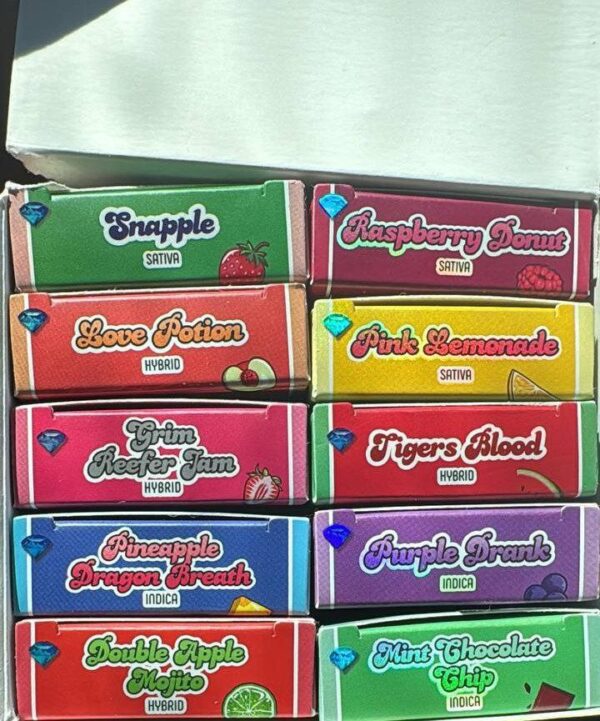 Snapple
SATIVA
Raspberry Donut
SATIVA
Love Potion
HYBRID
Pink Lemonade
SATIVA
Grim
Reefer Jam
HYBRID
Tigers Blood
HYBRID
Pineapple
Dragon Breath
INDICA
Purple Drank
INDICA
Double Apple
Mojito
HYBRID
Mint Chocolate
Chip
INDICA